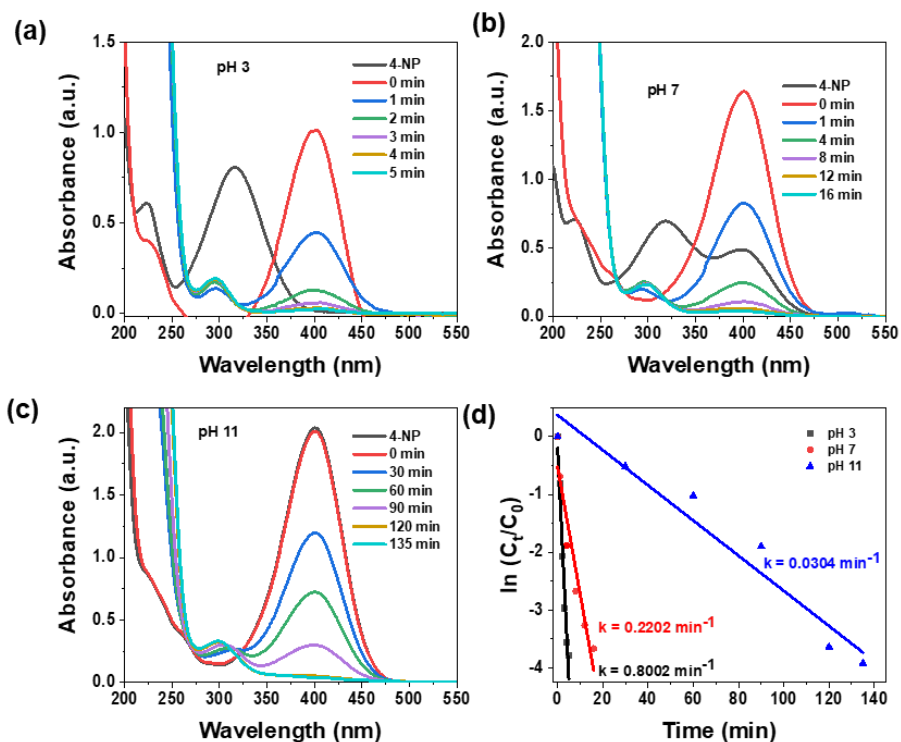 (a)
pH 3
4-NP
0 min
1 min
2 min
3 min
4 min
5 min
Absorbance (a.u.)
1.5
1.0
0.5
0.0
200 250 300 350 400 450 500 550
Wavelength (nm)
(b)
pH 7
4-NP
0 min
1 min
4 min
8 min
12 min
16 min
Absorbance (a.u.)
2.0
1.5
1.0
0.5
0.0
200 250 300 350 400 450 500 550
Wavelength (nm)
(c)
pH 11
4-NP
0 min
30 min
60 min
90 min
120 min
135 min
Absorbance (a.u.)
2.0
1.5
1.0
0.5
0.0
200 250 300 350 400 450 500 550
Wavelength (nm)
(d)
pH 3
pH 7
pH 11
ln (Cₜ/C₀)
0
-1
-2
-3
-4
k = 0.0304 min⁻¹
k = 0.2202 min⁻¹
k = 0.8002 min⁻¹
0 20 40 60 80 100 120 140
Time (min)